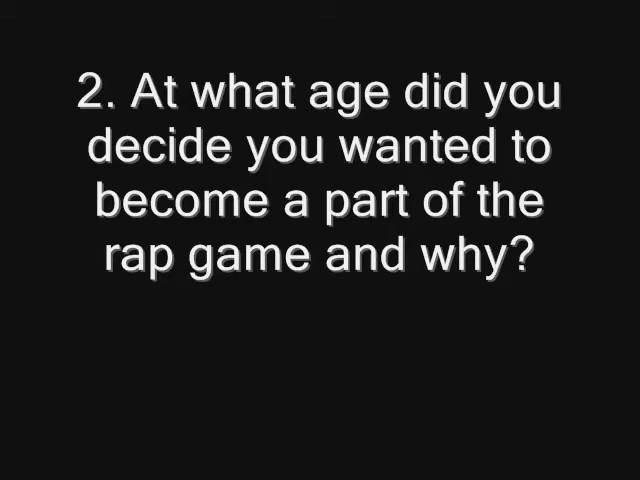 2. At what age did you
decide you wanted to
become a part of the
rap game and why?